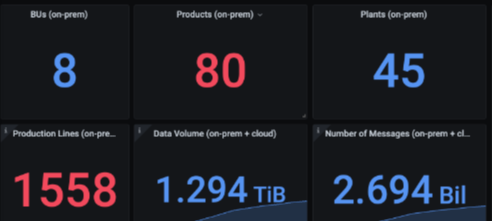 BUs (on-prem)
Products (on-prem)
Plants (on-prem)
8
80
45
Production Lines (on-pre...
Data Volume (on-prem + cloud)
Number of Messages (on-prem + cl...
1558
1.294 TiB
2.694 Bil